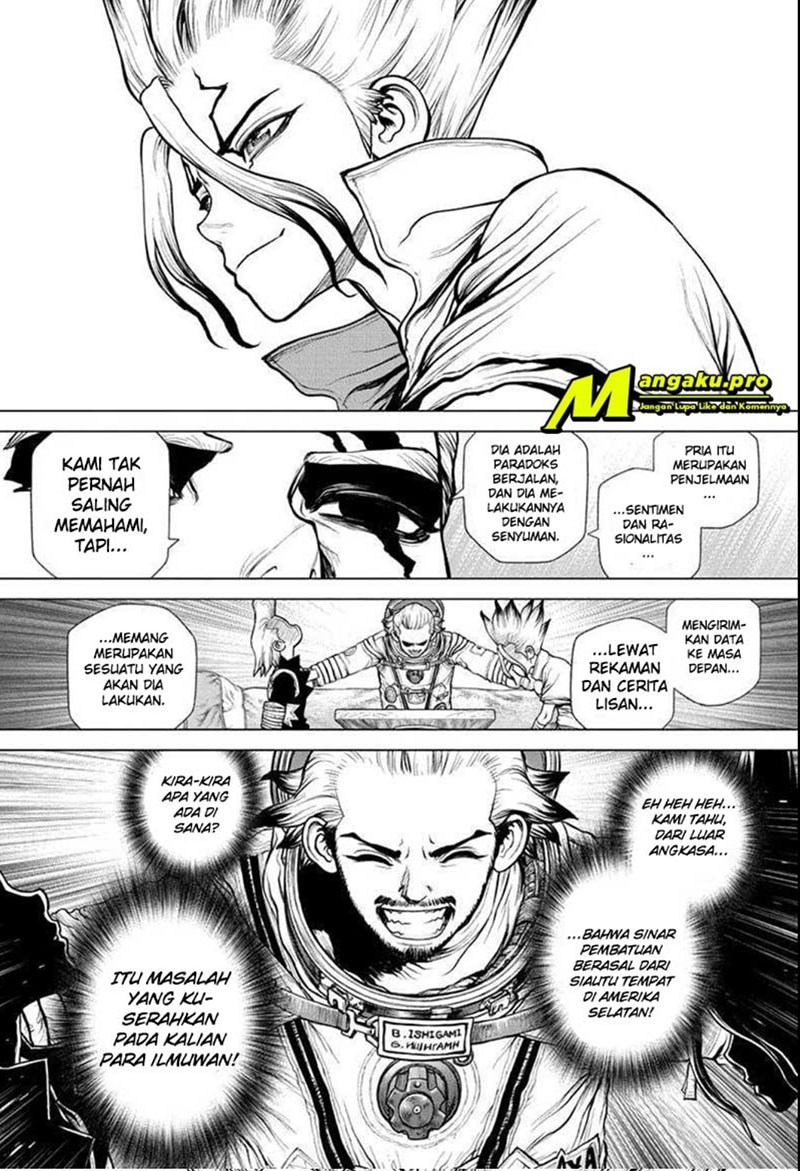 Mangaku.pro
Jangan Lupa Like dan Komennya
PRIA ITU
MERUPAKAN
PENJELMAAN
...
...SENTIMEN
DAN RA-
SIONALITAS
...
DIA ADALAH
PARADOKS
BERJALAN,
DAN DIA ME-
LAKUKANNYA
DENGAN
SENYUMAN.
KAMI TAK
PERNAH
SALING
MEMAHAMI,
TAPI...
MENGIRIM-
KAN DATA
KE MASA
DEPAN...
...LEWAT
REKAMAN
DAN CERITA
LISAN...
...MEMANG
MERUPAKAN
SESUATU YANG
AKAN DIA
LAKUKAN.
EH HEH HEH...
KAMI TAHU,
DARI LUAR
ANGKASA...
...BAHWA SINAR
PEMBATUAN
BERASAL DARI
SIAUTU TEMPAT
DI AMERIKA
SELATAN!
KIRA-KIRA
APA YANG
ADA DI
SANA?
ITU MASALAH
YANG KU-
SERAHKAN
PADA KALIAN
PARA ILMUWAN!
B. ISHIGAMI